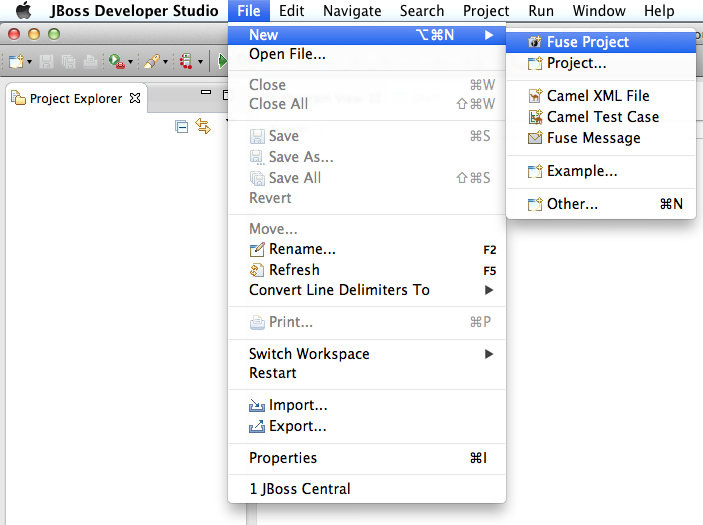 JBoss Developer Studio File Edit Navigate Search Project Run Window Help
Project Explorer
New ⌥⌘N
Open File...
Close ⌘W
Close All ⇧⌘W
Save ⌘S
Save As...
Save All ⇧⌘S
Revert
Move...
Rename... F2
Refresh F5
Convert Line Delimiters To
Print... ⌘P
Switch Workspace
Restart
Import...
Export...
Properties ⌘I
1 JBoss Central
Fuse Project
Project...
Camel XML File
Camel Test Case
Fuse Message
Example...
Other... ⌘N